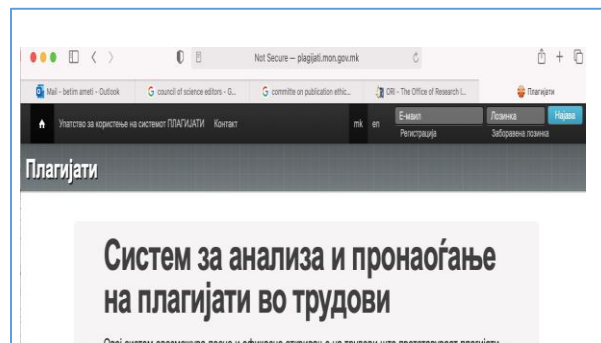 Not Secure — plagijati.mon.gov.mk
Mail - betim ameti - Outlook
council of science editors - G...
committe on publication ethic...
ORI - The Office of Research I...
Плагијати
Упатство за користење на системот ПЛАГИЈАТИ Контакт mk en
Е-маил Лозинка Најава
Регистрација Заборавена лозинка
Плагијати
Систем за анализа и пронаоѓање
на плагијати во трудови